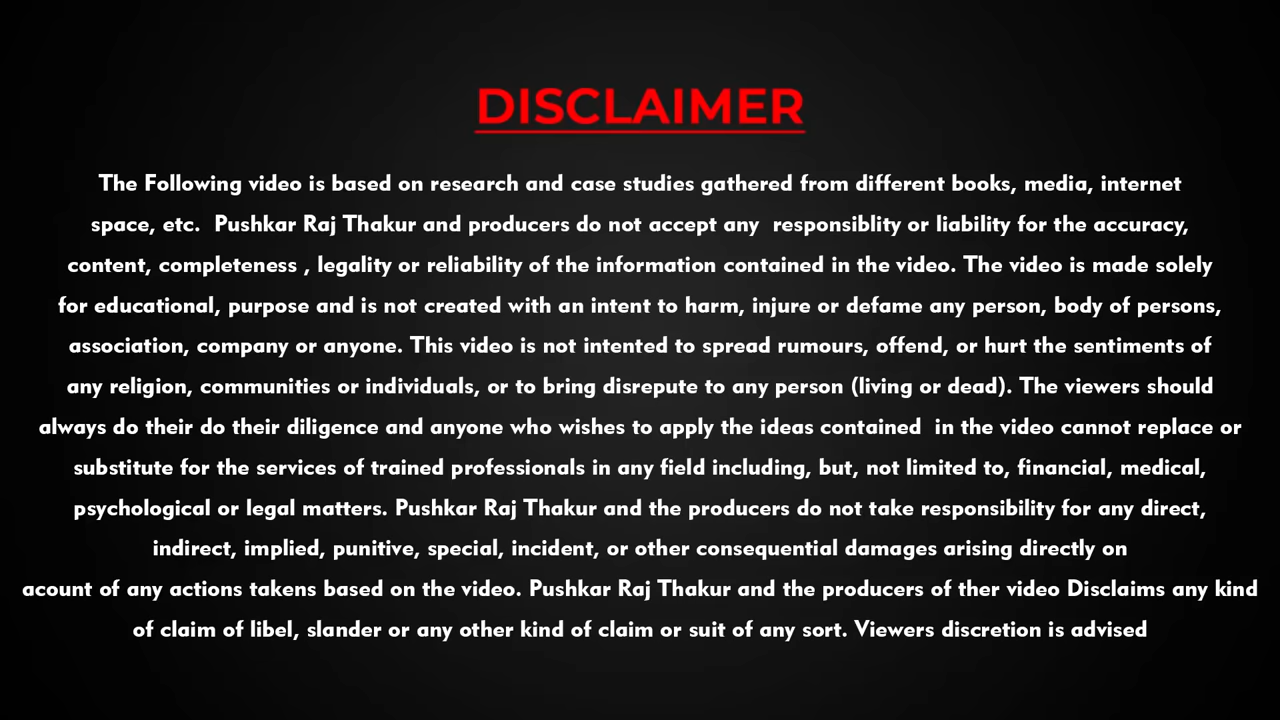 DISCLAIMER
The Following video is based on research and case studies gathered from different books, media, internet
space, etc.  Pushkar Raj Thakur and producers do not accept any  responsiblity or liability for the accuracy,
content, completeness , legality or reliability of the information contained in the video. The video is made solely
for educational, purpose and is not created with an intent to harm, injure or defame any person, body of persons,
association, company or anyone. This video is not intented to spread rumours, offend, or hurt the sentiments of
any religion, communities or individuals, or to bring disrepute to any person (living or dead). The viewers should
always do their do their diligence and anyone who wishes to apply the ideas contained  in the video cannot replace or
substitute for the services of trained professionals in any field including, but, not limited to, financial, medical,
psychological or legal matters. Pushkar Raj Thakur and the producers do not take responsibility for any direct,
indirect, implied, punitive, special, incident, or other consequential damages arising directly on
acount of any actions takens based on the video. Pushkar Raj Thakur and the producers of ther video Disclaims any kind
of claim of libel, slander or any other kind of claim or suit of any sort. Viewers discretion is advised